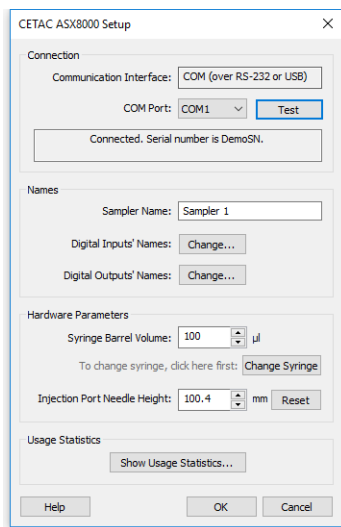 CETAC ASX8000 Setup
Connection
Communication Interface: COM (over RS-232 or USB)
COM Port: COM1 Test
Connected. Serial number is DemoSN.
Names
Sampler Name: Sampler 1
Digital Inputs' Names: Change...
Digital Outputs' Names: Change...
Hardware Parameters
Syringe Barrel Volume: 100 µl
To change syringe, click here first: Change Syringe
Injection Port Needle Height: 100.4 mm Reset
Usage Statistics
Show Usage Statistics...
Help OK Cancel